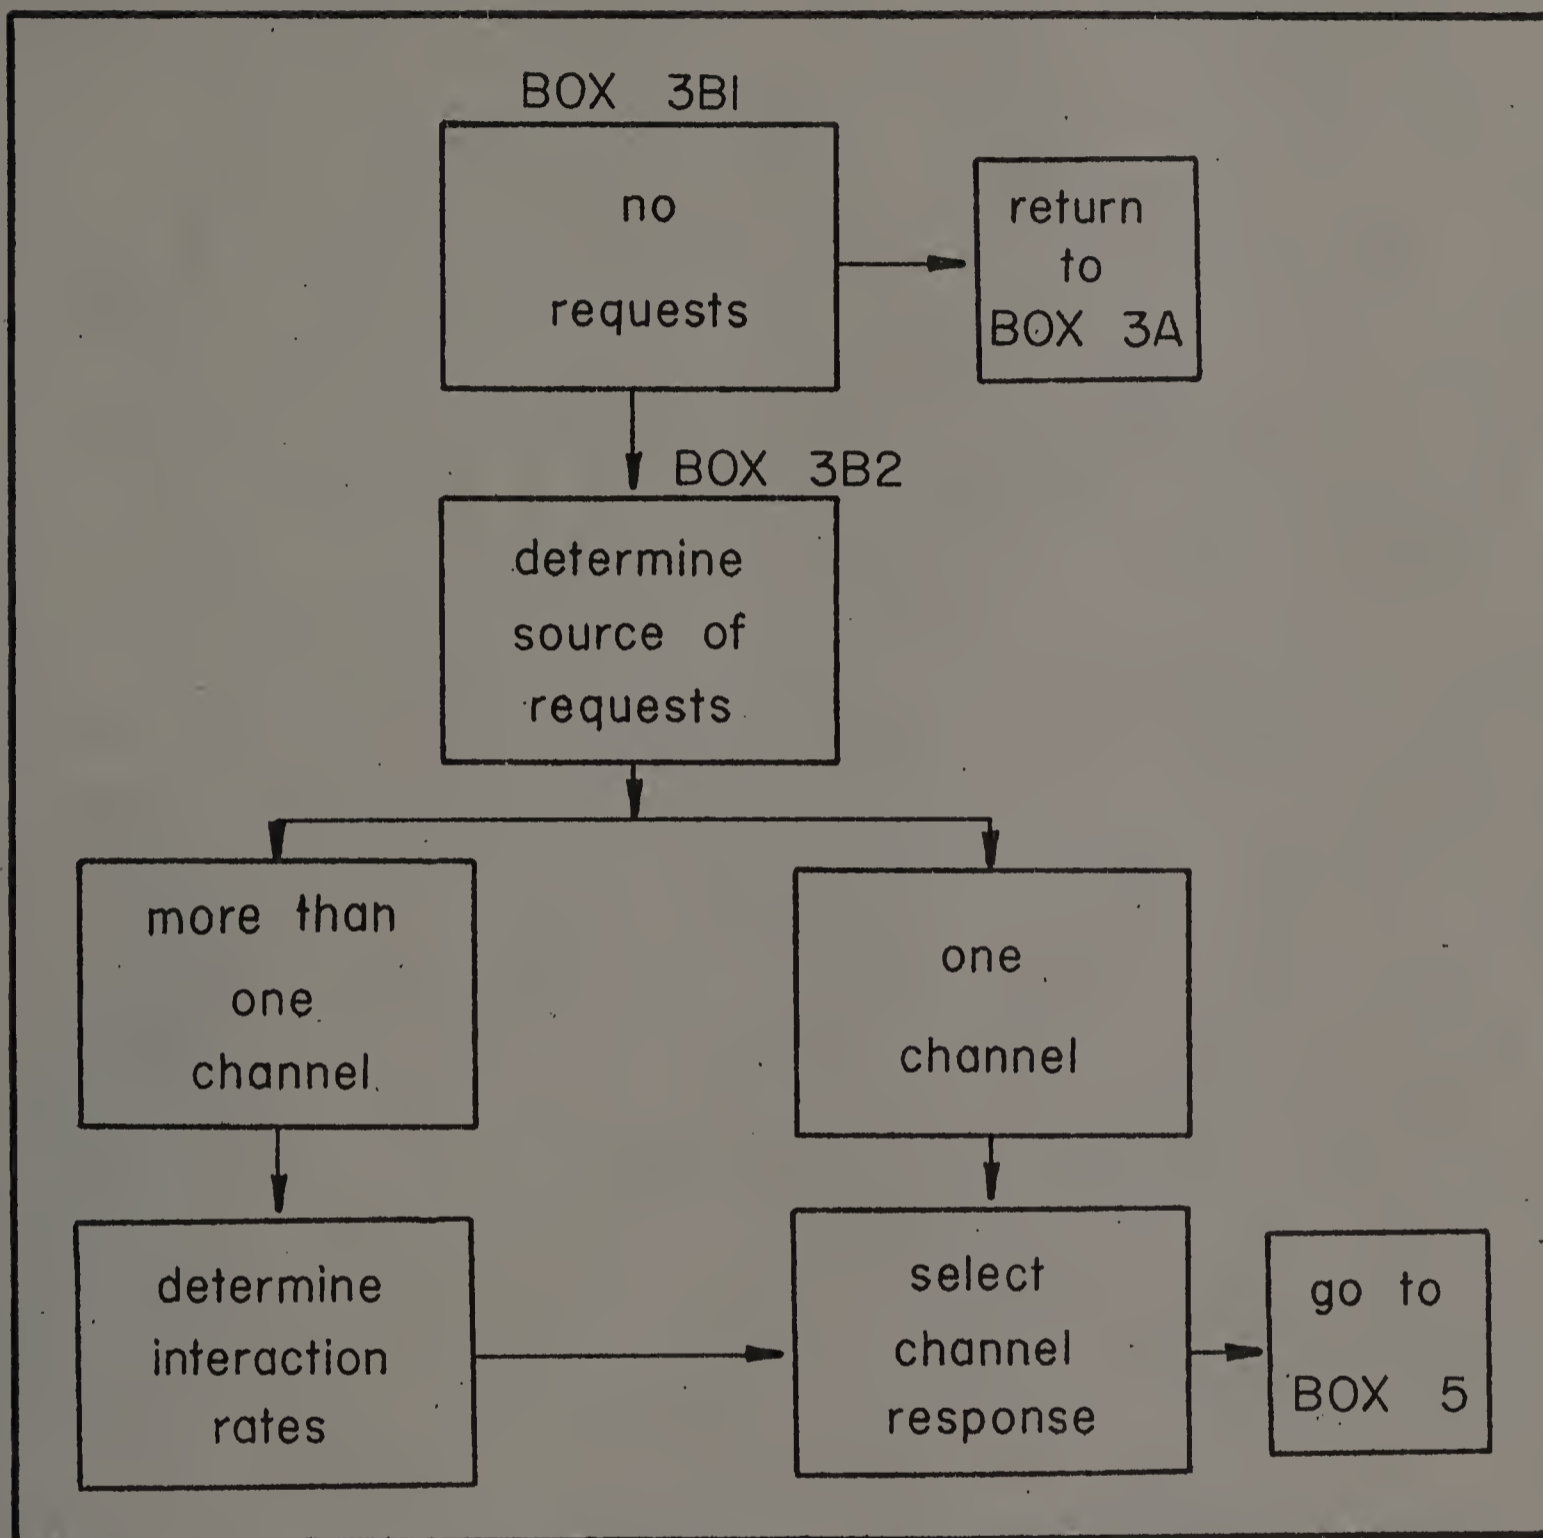 BOX 3B1
no
requests
return
to
BOX 3A
BOX 3B2
determine
source of
requests
more than
one
channel
one
channel
determine
interaction
rates
select
channel
response
go to
BOX 5